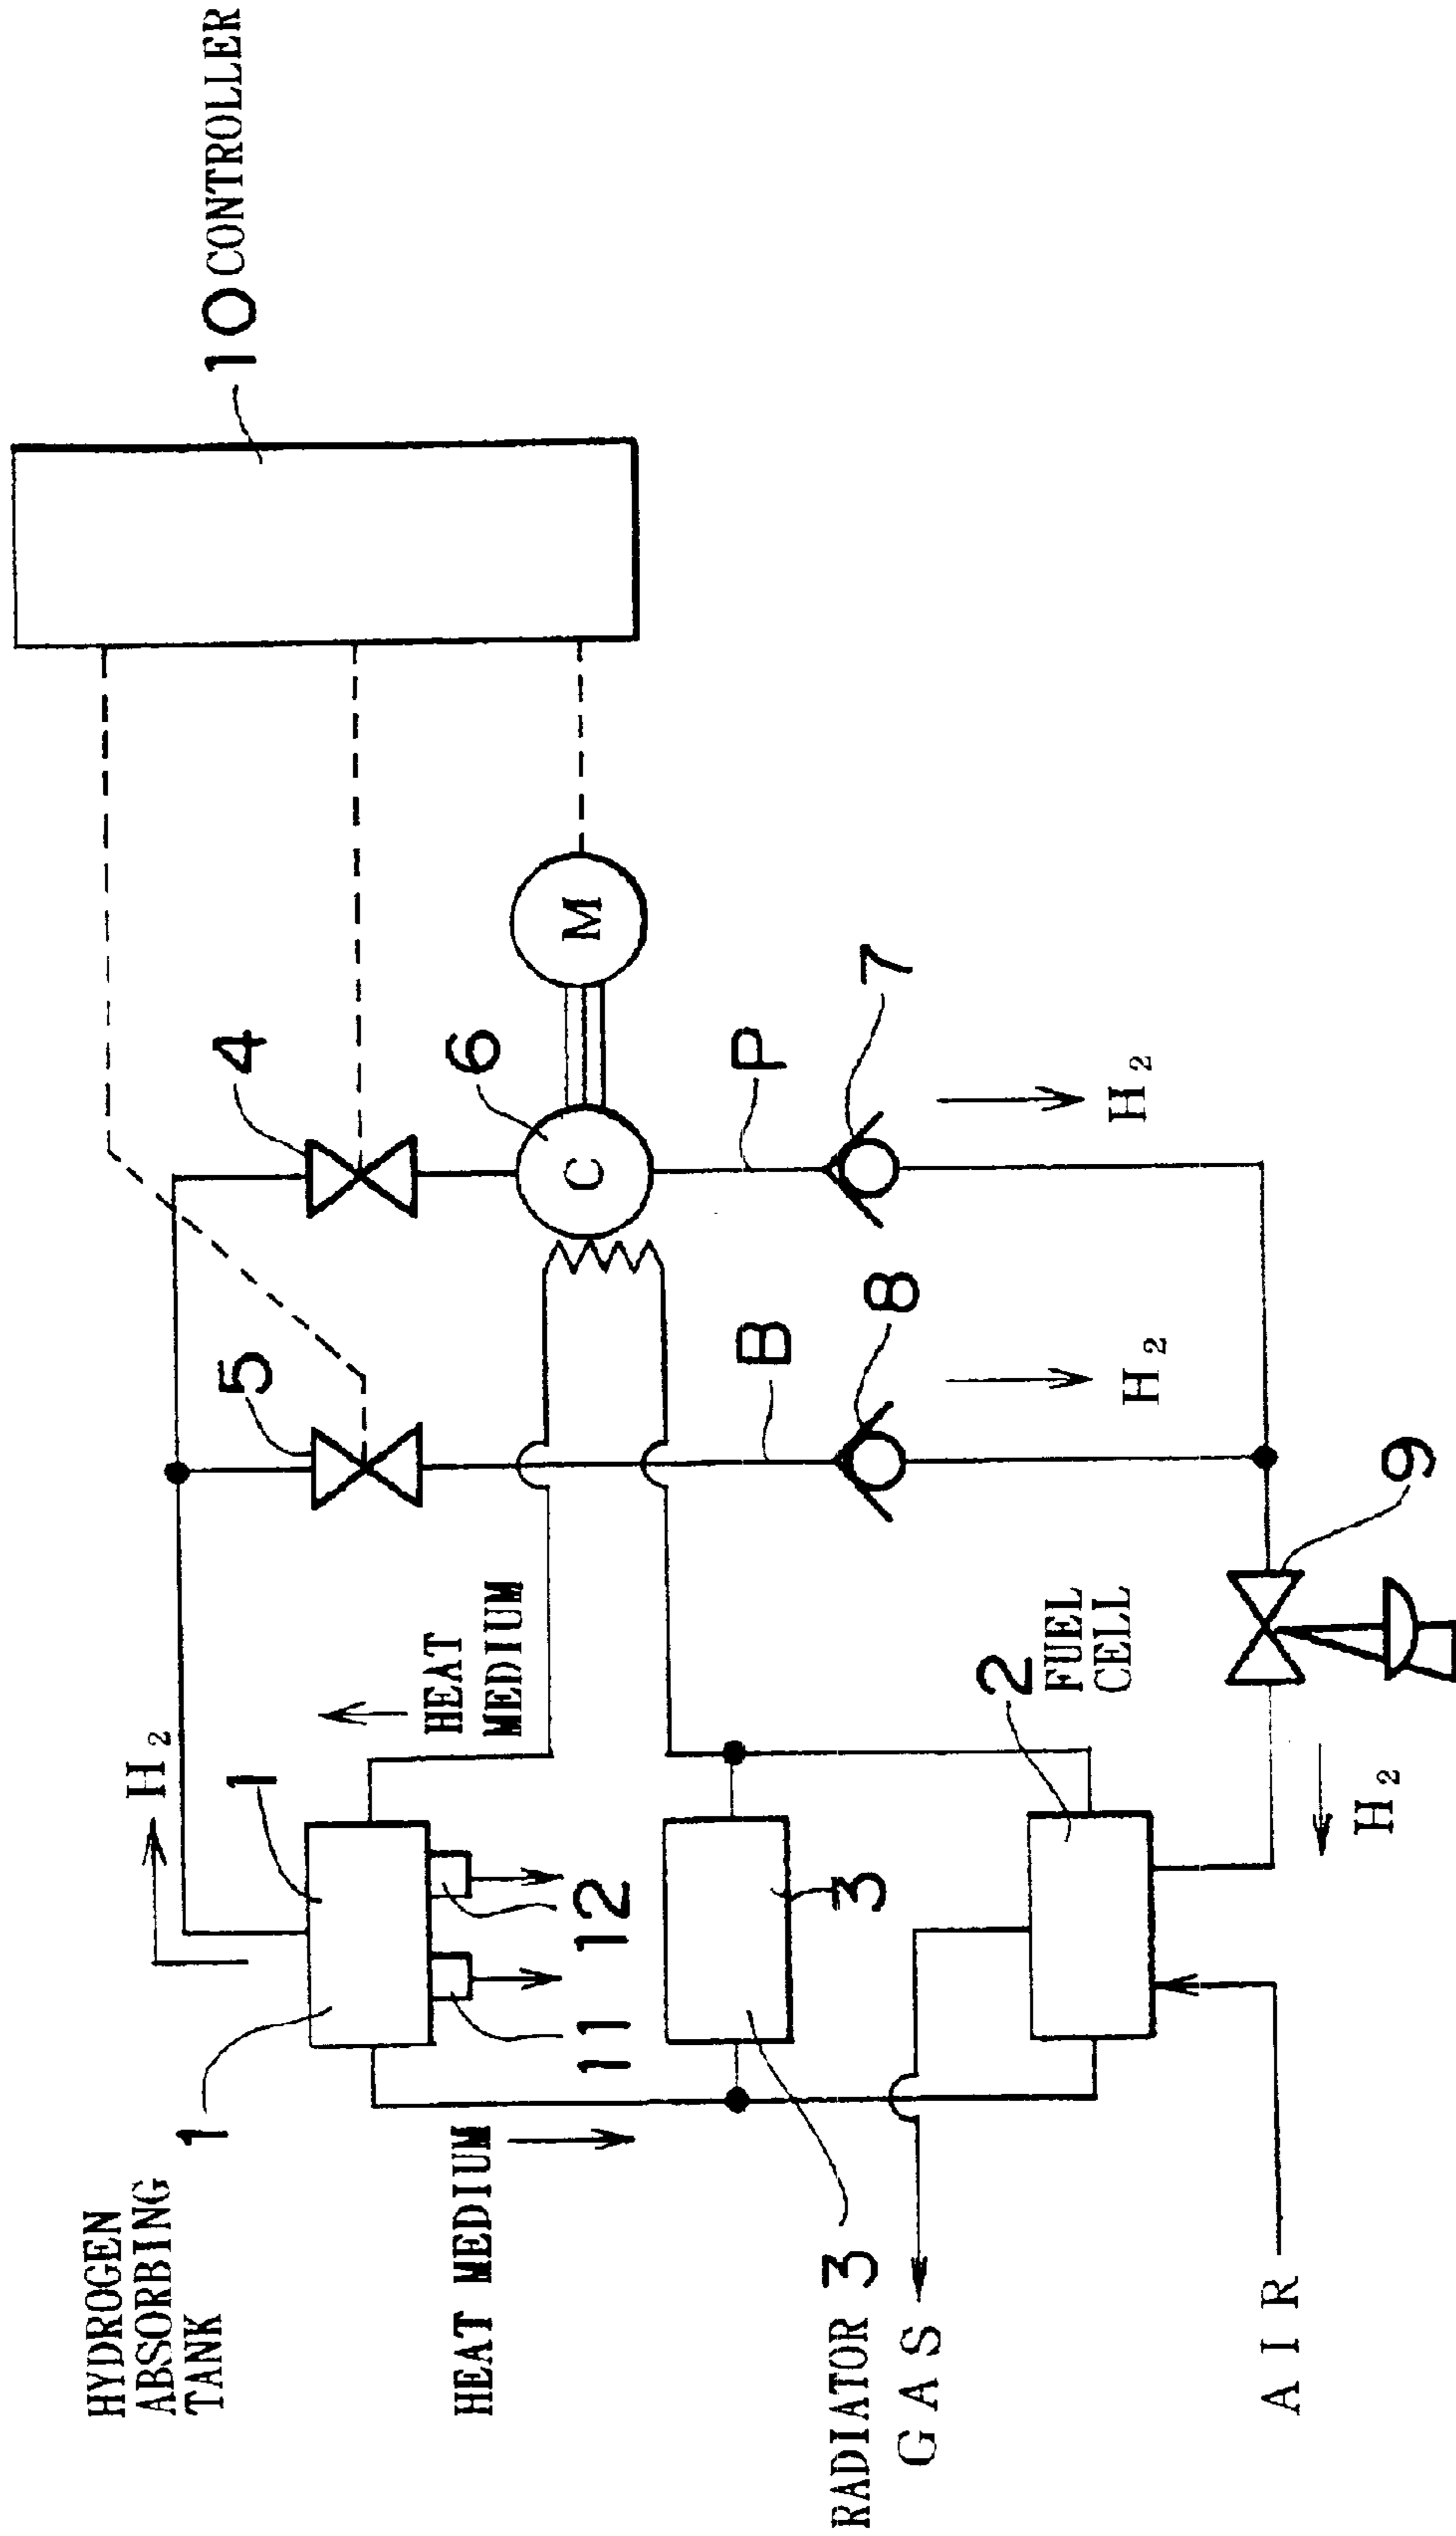 HYDROGEN
ABSORBING
TANK
1
1
H₂
HEAT MEDIUM
11
12
HEAT
MEDIUM
5
4
10 CONTROLLER
6
C
M
RADIATOR 3
3
GAS
B
P
8
7
H₂
H₂
2
FUEL
CELL
AIR
H₂
9